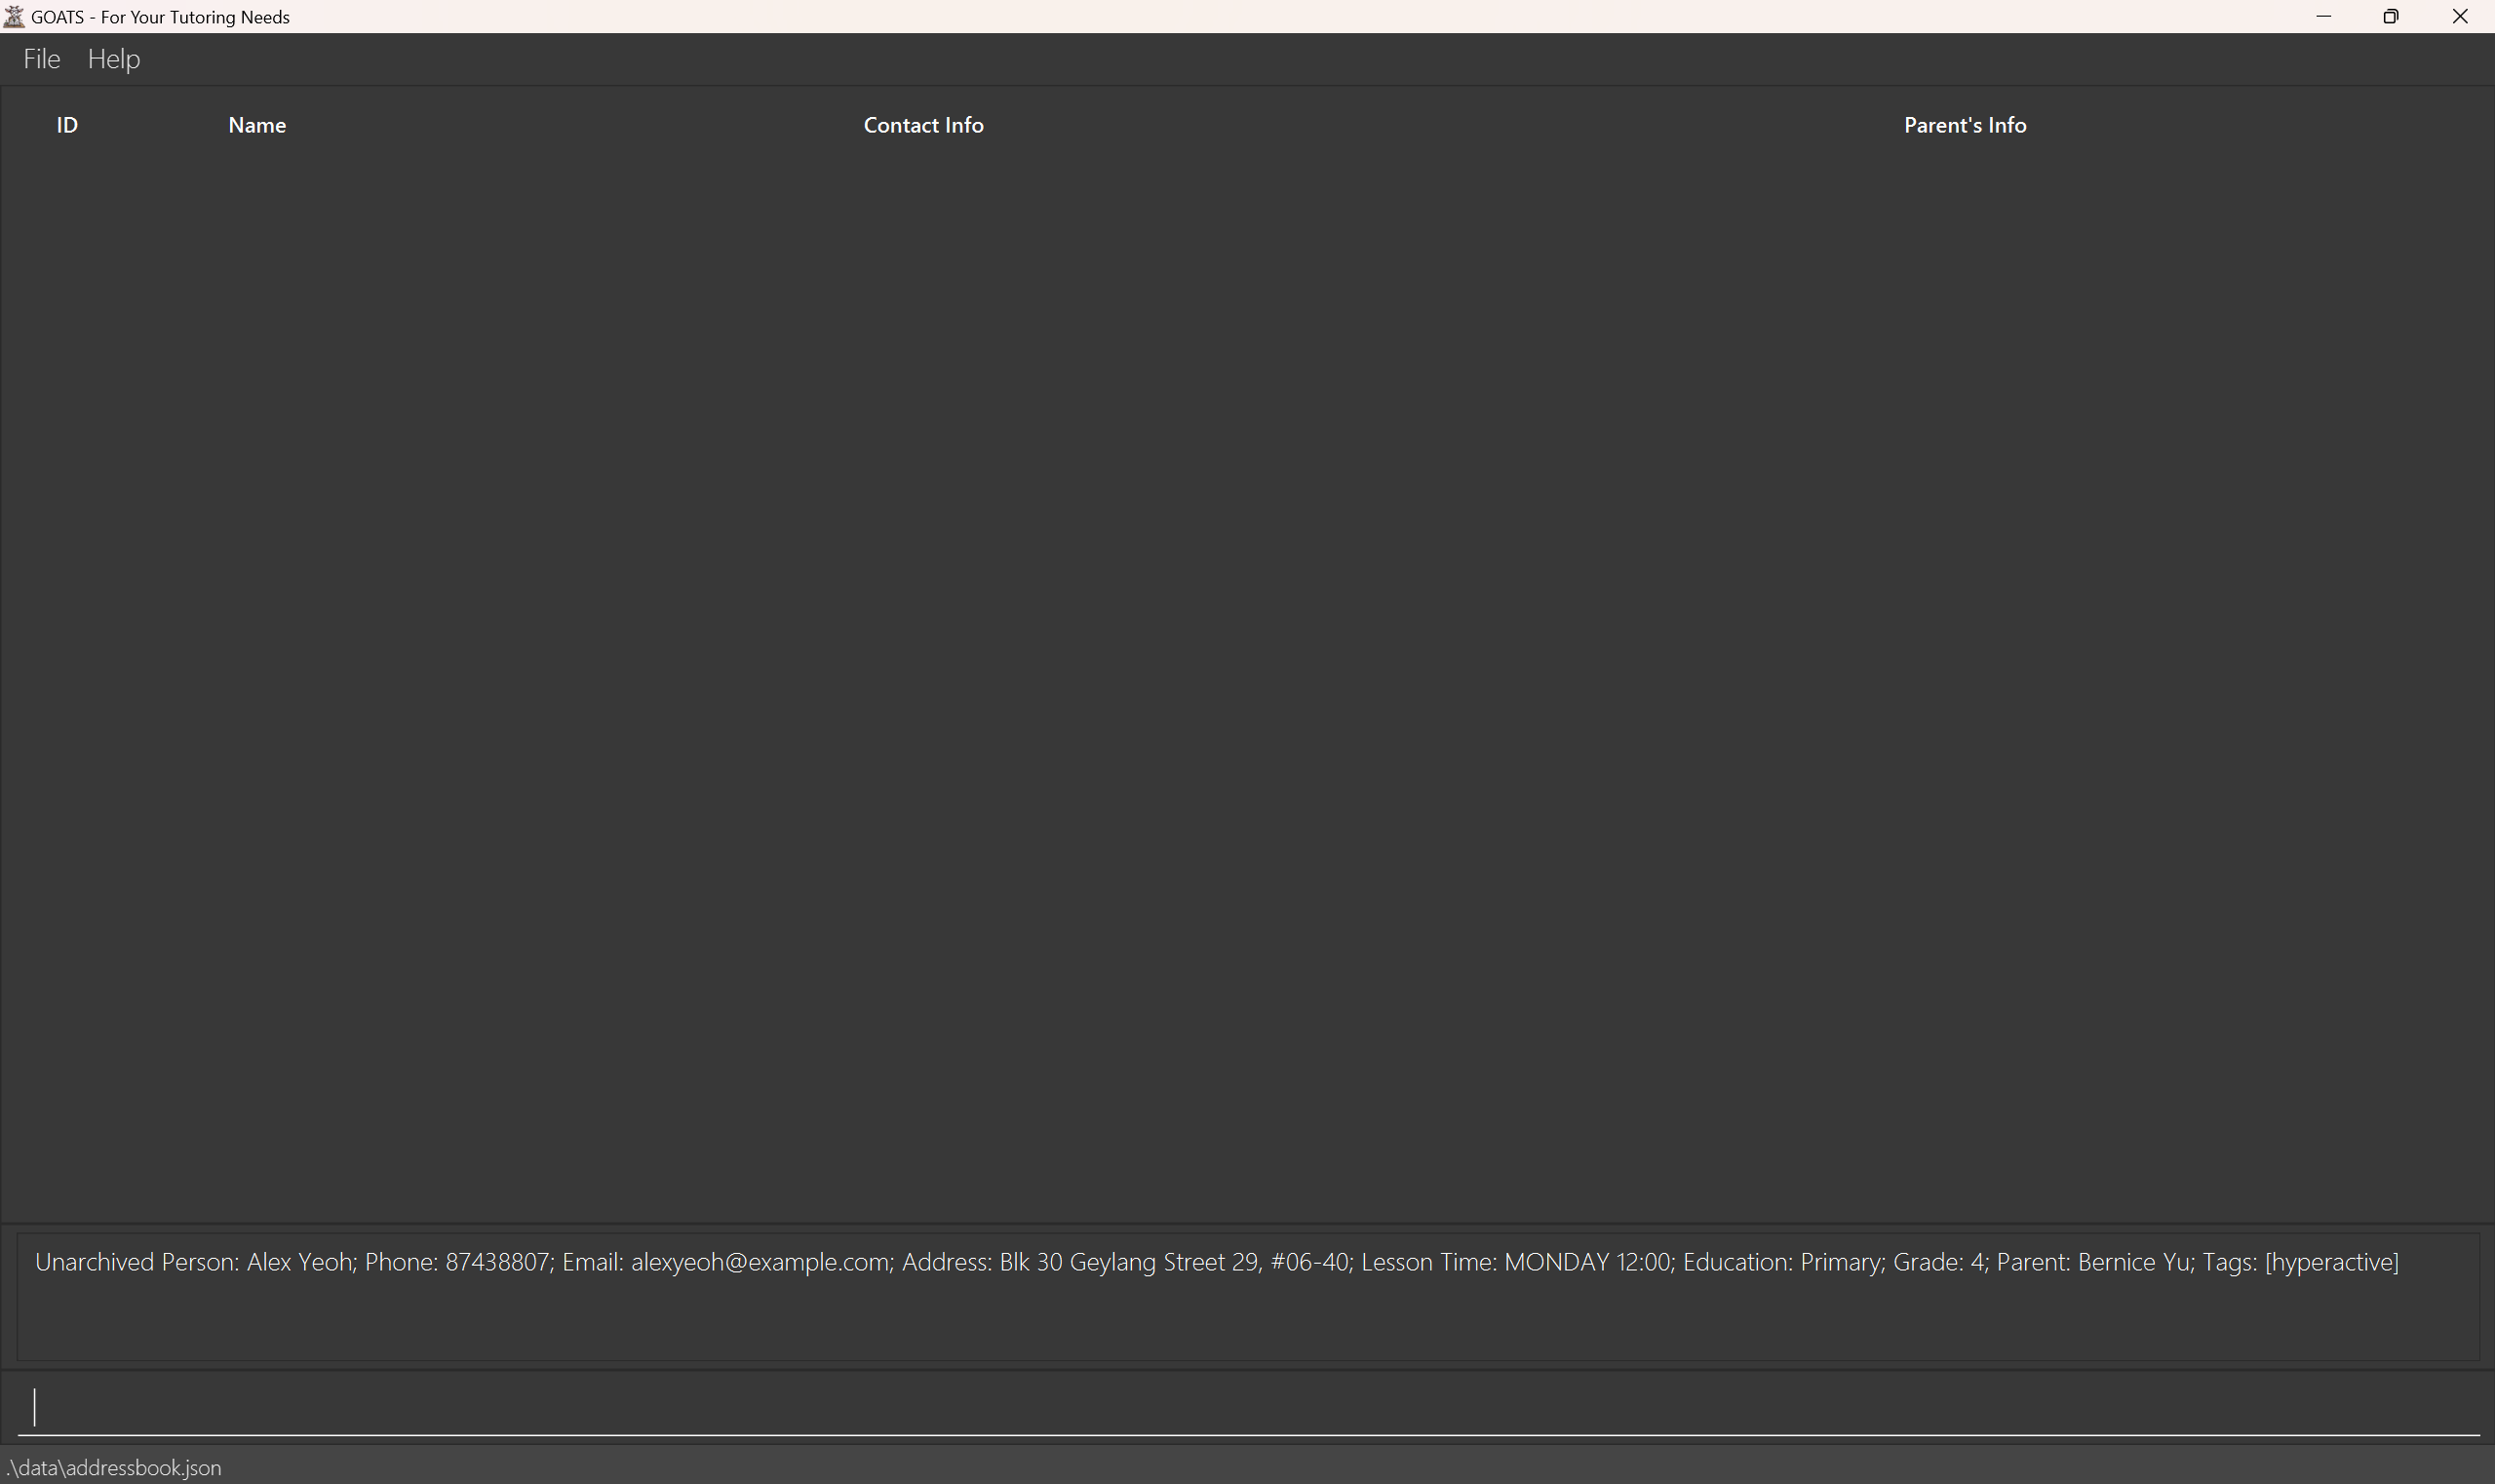 GOATS - For Your Tutoring Needs
File Help
ID Name Contact Info Parent's Info
Unarchived Person: Alex Yeoh; Phone: 87438807; Email: alexyeoh@example.com; Address: Blk 30 Geylang Street 29, #06-40; Lesson Time: MONDAY 12:00; Education: Primary; Grade: 4; Parent: Bernice Yu; Tags: [hyperactive]
.\data\addressbook.json